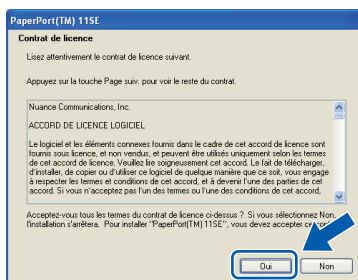 PaperPort(TM) 11SE
Contrat de licence
Lisez attentivement le contrat de licence suivant.
Appuyez sur la touche Page suiv. pour voir le reste du contrat.
Nuance Communications, Inc.
ACCORD DE LICENCE LOGICIEL
Le logiciel et les éléments connexes fournis dans le cadre de cet accord de licence sont
fournis sous licence, et non vendus, et peuvent être utilisés uniquement selon les termes
de cet accord de licence. Veuillez lire soigneusement cet accord. Le fait de télécharger,
d'installer, de copier ou d'utiliser ce logiciel de quelque manière que ce soit, vous engage
à respecter les termes et conditions de cet accord, et à devenir l'une des parties de cet
accord. Si vous n'acceptez pas l'un des termes ou l'une des conditions de cet accord,
Acceptez-vous tous les termes du contrat de licence ci-dessus ? Si vous sélectionnez Non,
l'installation s'arrêtera. Pour installer "PaperPort(TM) 11SE", vous devez accepter ce
Oui
Non